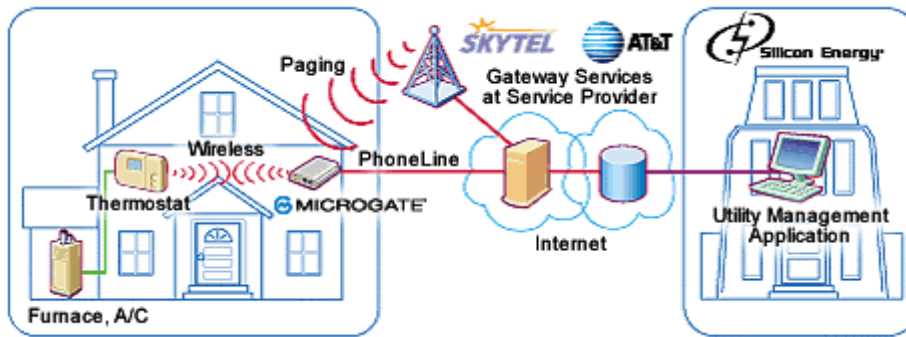 Paging
SKYTEL
AT&T
Gateway Services
at Service Provider
Silicon Energy
Wireless
PhoneLine
Thermostat
MICROGATE
Internet
Utility Management
Application
Furnace, A/C